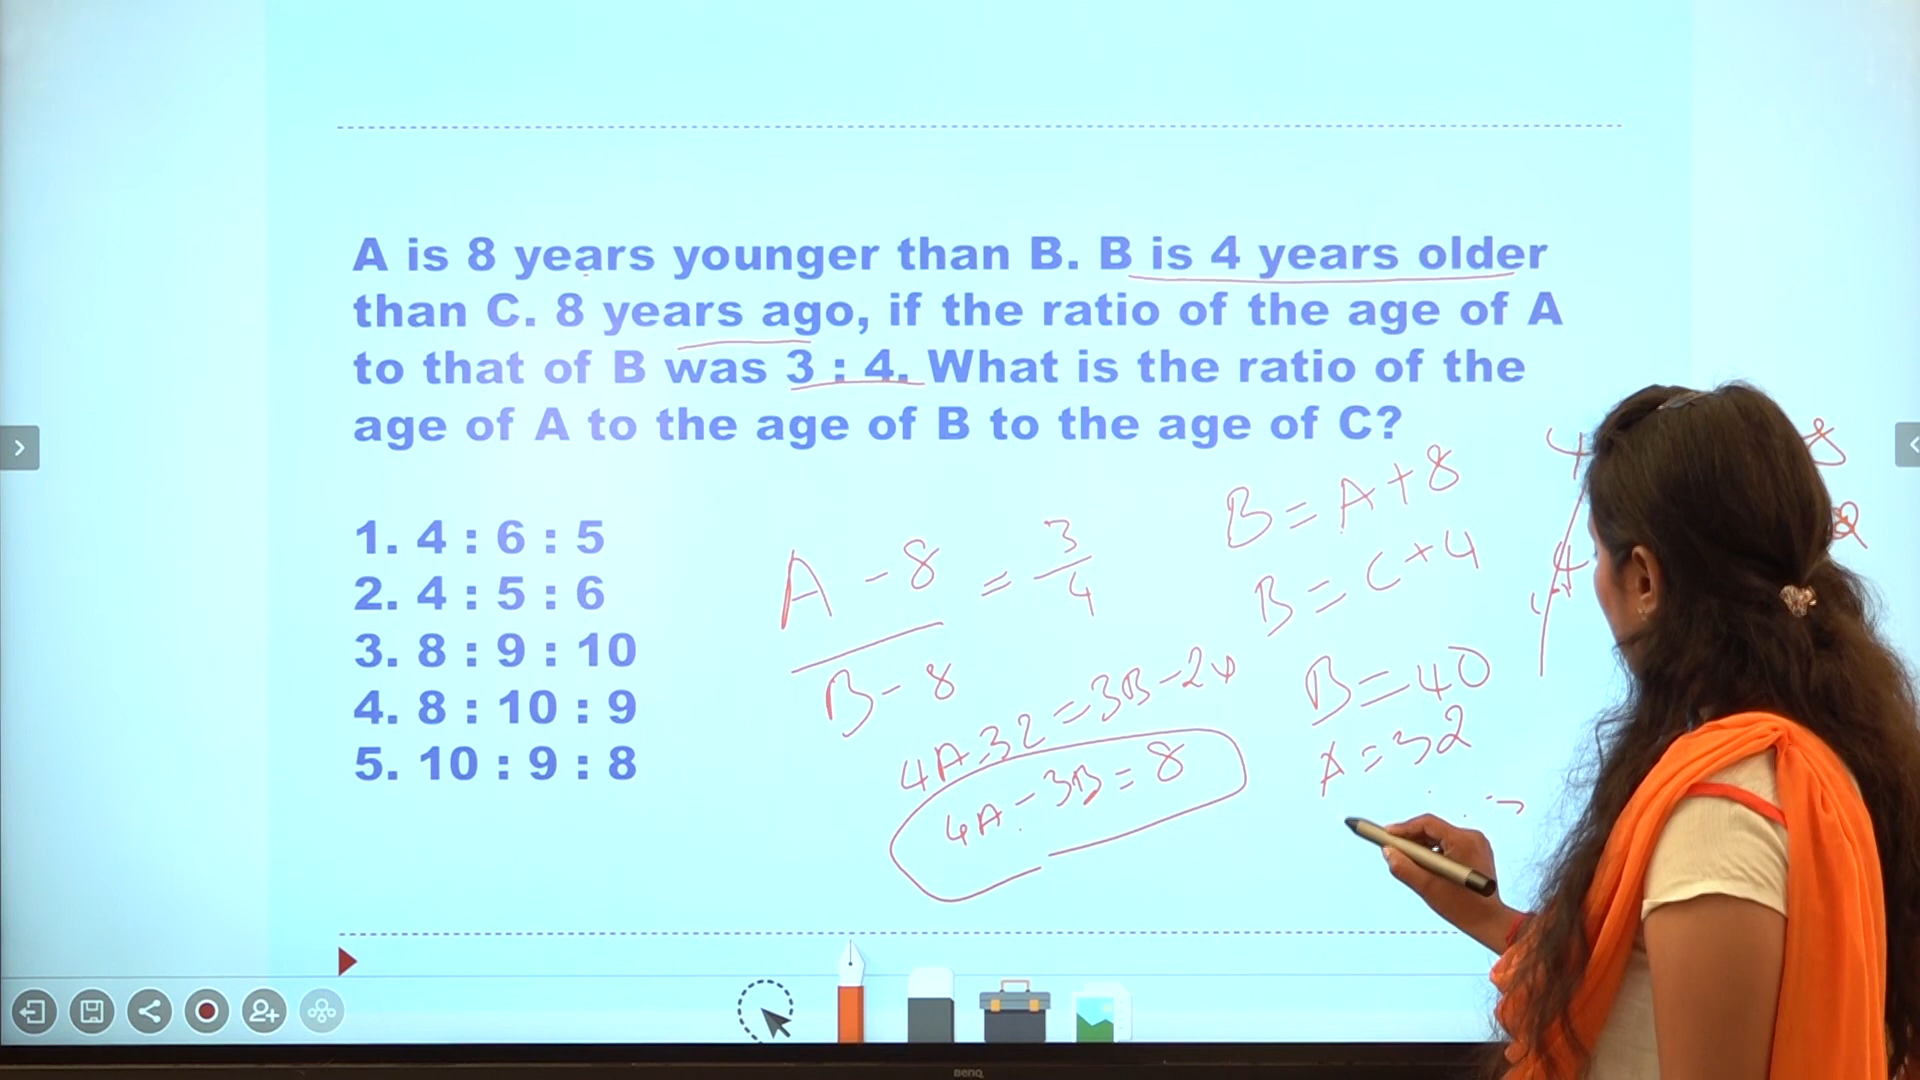 A is 8 years younger than B. B is 4 years older
than C. 8 years ago, if the ratio of the age of A
to that of B was 3 : 4. What is the ratio of the
age of A to the age of B to the age of C?
1. 4 : 6 : 5
2. 4 : 5 : 6
3. 8 : 9 : 10
4. 8 : 10 : 9
5. 10 : 9 : 8
A - 8
B - 8
= 3
4
4A-32 = 3B-24
4A - 3B = 8
B = A+8
B = C+4
B = 40
A = 32
BenQ